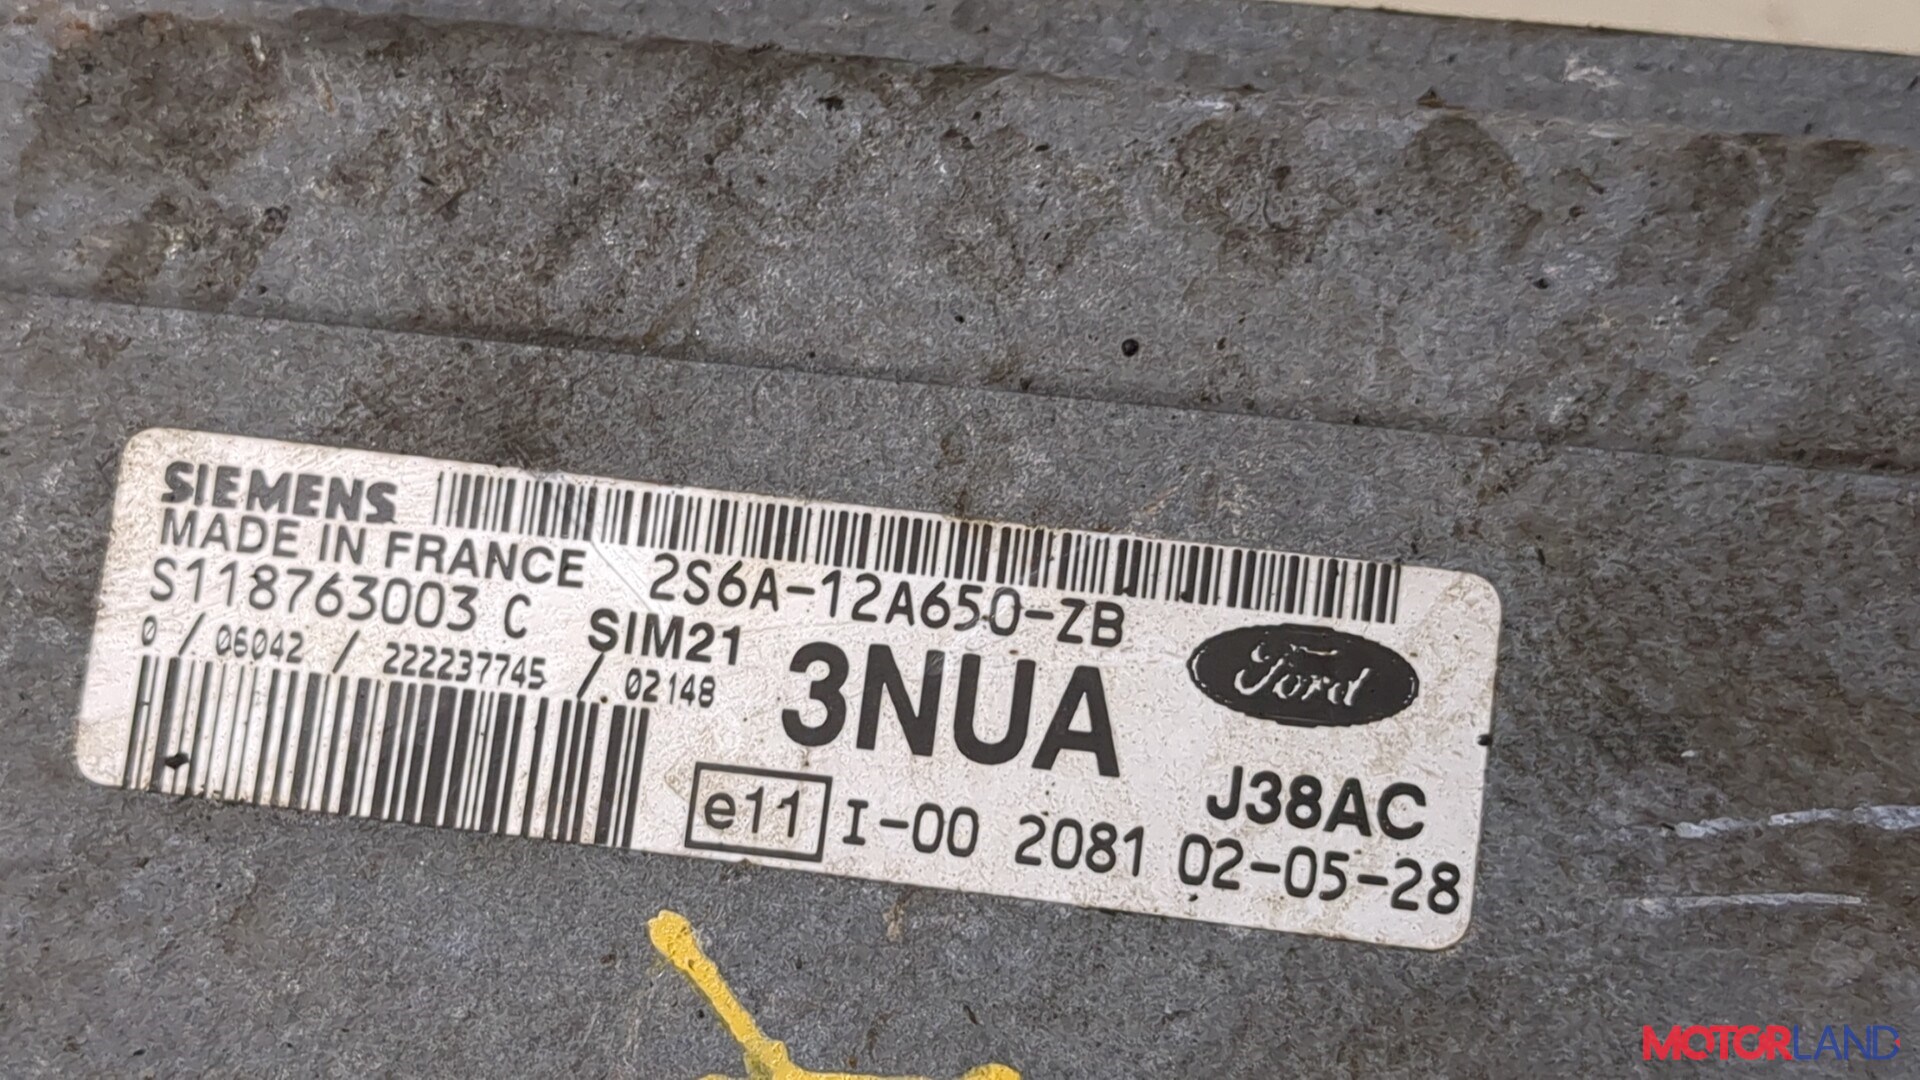 SIEMENS
MADE IN FRANCE
2S6A-12A650-ZB
S118763003 C
SIM21
0 / 06042 / 222237745 / 02148
3NUA
Ford
J38AC
e11 I-00 2081 02-05-28
MOTORLAND